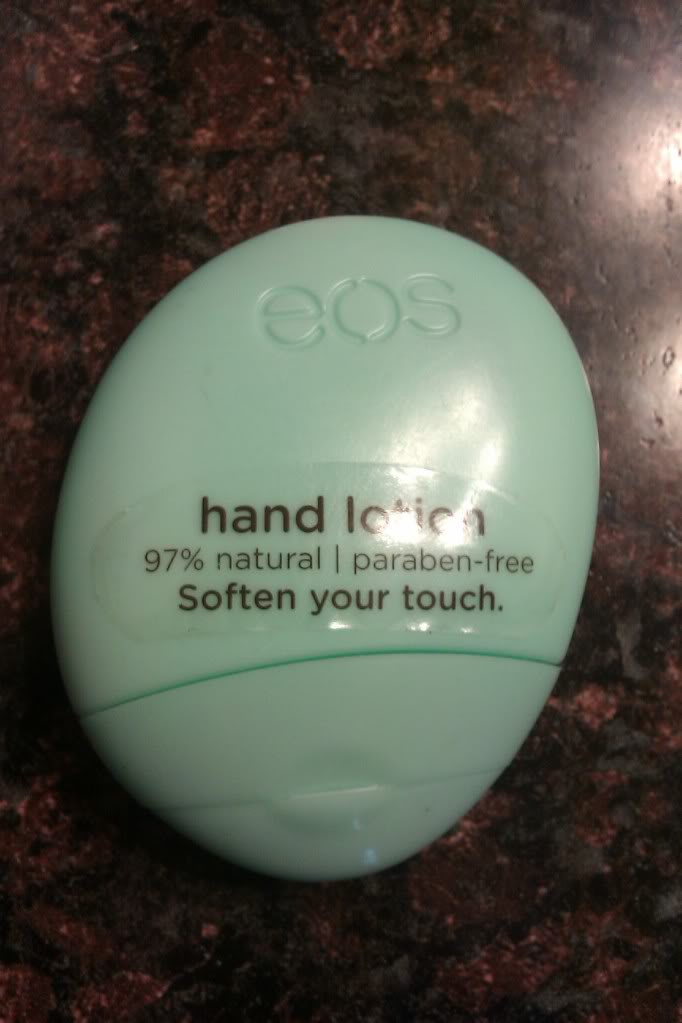 eos
hand lotion
97% natural | paraben-free
Soften your touch.